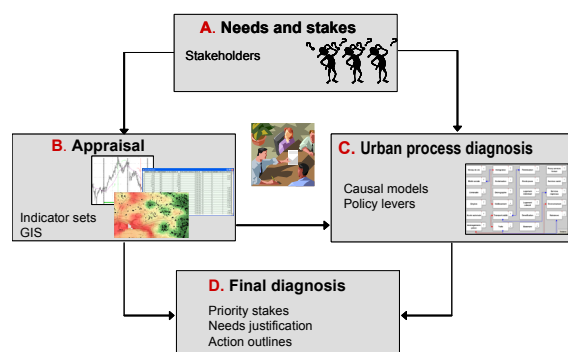 A. Needs and stakes
Stakeholders
B. Appraisal
Indicator sets
GIS
C. Urban process diagnosis
Causal models
Policy levers
D. Final diagnosis
Priority stakes
Needs justification
Action outlines